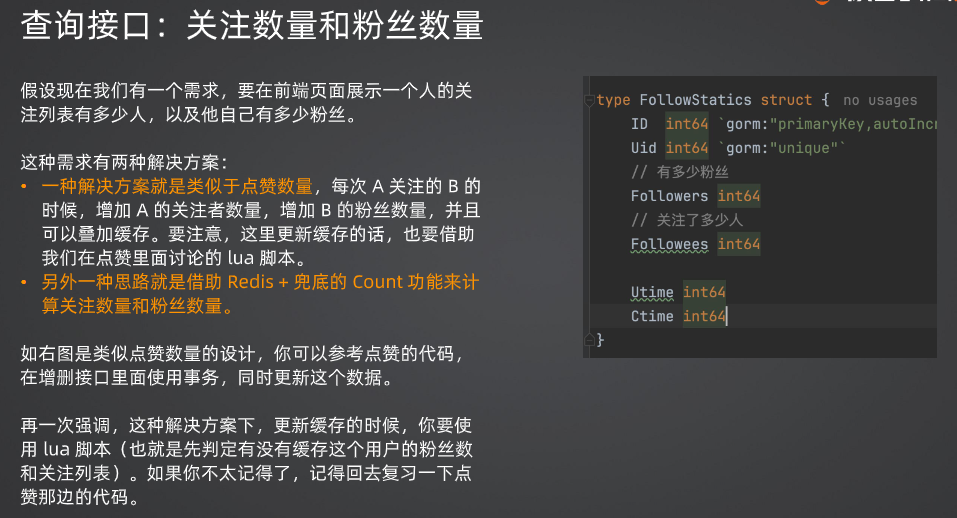 查询接口：关注数量和粉丝数量
假设现在我们有一个需求，要在前端页面展示一个人的关
注列表有多少人，以及他自己有多少粉丝。
这种需求有两种解决方案：
• 一种解决方案就是类似于点赞数量，每次 A 关注的 B 的
时候，增加 A 的关注者数量，增加 B 的粉丝数量，并且
可以叠加缓存。要注意，这里更新缓存的话，也要借助
我们在点赞里面讨论的 lua 脚本。
• 另外一种思路就是借助 Redis + 兜底的 Count 功能来计
算关注数量和粉丝数量。
如右图是类似点赞数量的设计，你可以参考点赞的代码，
在增删接口里面使用事务，同时更新这个数据。
再一次强调，这种解决方案下，更新缓存的时候，你要使
用 lua 脚本（也就是先判定有没有缓存这个用户的粉丝数
和关注列表）。如果你不太记得了，记得回去复习一下点
赞那边的代码。
type FollowStatics struct { no usages
ID int64 `gorm:"primaryKey,autoIncr
Uid int64 `gorm:"unique"`
// 有多少粉丝
Followers int64
// 关注了多少人
Followees int64
Utime int64
Ctime int64
}